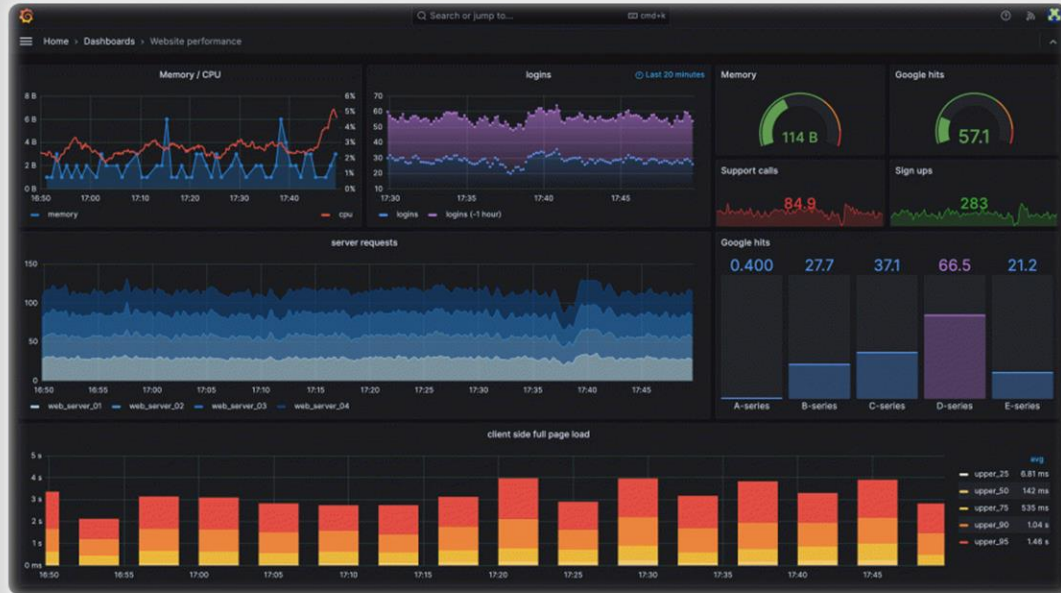 Search or jump to... cmd+k
Home > Dashboards > Website performance
Memory / CPU
8 B
6 B
4 B
2 B
0 B
6%
5%
4%
3%
2%
1%
0%
16:50 17:00 17:10 17:20 17:30 17:40
memory cpu
logins
Last 20 minutes
70
60
50
40
30
20
10
17:30 17:35 17:40 17:45
logins logins (-1 hour)
Memory
114 B
Google hits
57.1
Support calls
84.9
Sign ups
283
server requests
150
100
50
0
16:50 16:55 17:00 17:05 17:10 17:15 17:20 17:25 17:30 17:35 17:40 17:45
web_server_01 web_server_02 web_server_03 web_server_04
Google hits
0.400 27.7 37.1 66.5 21.2
A-series B-series C-series D-series E-series
client side full page load
5 s
4 s
3 s
2 s
1 s
0 ms
16:50 16:55 17:00 17:05 17:10 17:15 17:20 17:25 17:30 17:35 17:40 17:45
avg
upper_25 6.81 ms
upper_50 142 ms
upper_75 535 ms
upper_90 1.04 s
upper_95 1.46 s